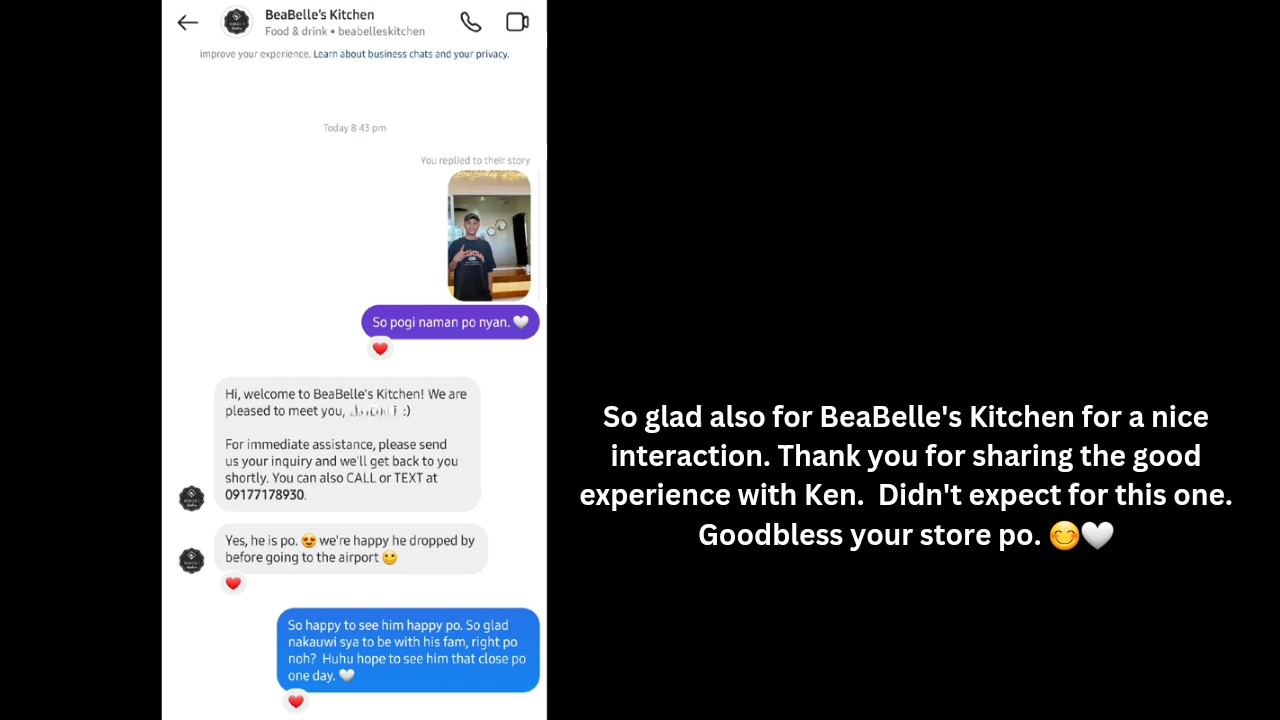 BeaBelle's Kitchen
Food & drink • beabelleskitchen
improve your experience. Learn about business chats and your privacy.
Today 8:43 pm
You replied to their story
So pogi naman po nyan. 🤍
Hi, welcome to BeaBelle's Kitchen! We are
pleased to meet you, :)
For immediate assistance, please send
us your inquiry and we'll get back to you
shortly. You can also CALL or TEXT at
09177178930.
Yes, he is po. 😍 we're happy he dropped by
before going to the airport 🙂
So happy to see him happy po. So glad
nakauwi sya to be with his fam, right po
noh?  Huhu hope to see him that close po
one day. 🤍
So glad also for BeaBelle's Kitchen for a nice
interaction. Thank you for sharing the good
experience with Ken.  Didn't expect for this one.
Goodbless your store po. 😊🤍